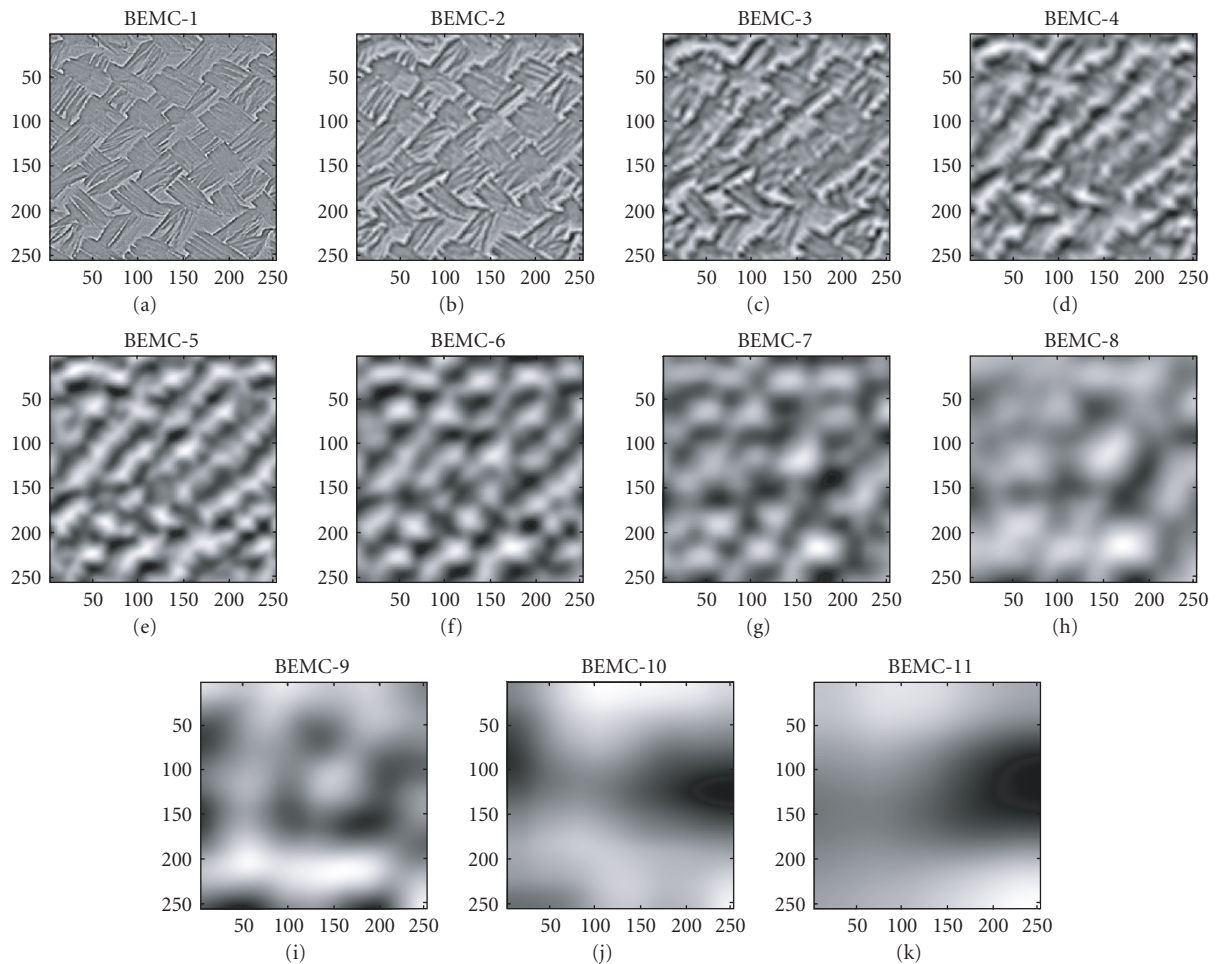 BEMC-1 BEMC-2 BEMC-3 BEMC-4
50 50 50 50
100 100 100 100
150 150 150 150
200 200 200 200
250 250 250 250
50 100 150 200 250 50 100 150 200 250 50 100 150 200 250 50 100 150 200 250
(a) (b) (c) (d)
BEMC-5 BEMC-6 BEMC-7 BEMC-8
50 50 50 50
100 100 100 100
150 150 150 150
200 200 200 200
250 250 250 250
50 100 150 200 250 50 100 150 200 250 50 100 150 200 250 50 100 150 200 250
(e) (f) (g) (h)
BEMC-9 BEMC-10 BEMC-11
50 50 50
100 100 100
150 150 150
200 200 200
250 250 250
50 100 150 200 250 50 100 150 200 250 50 100 150 200 250
(i) (j) (k)